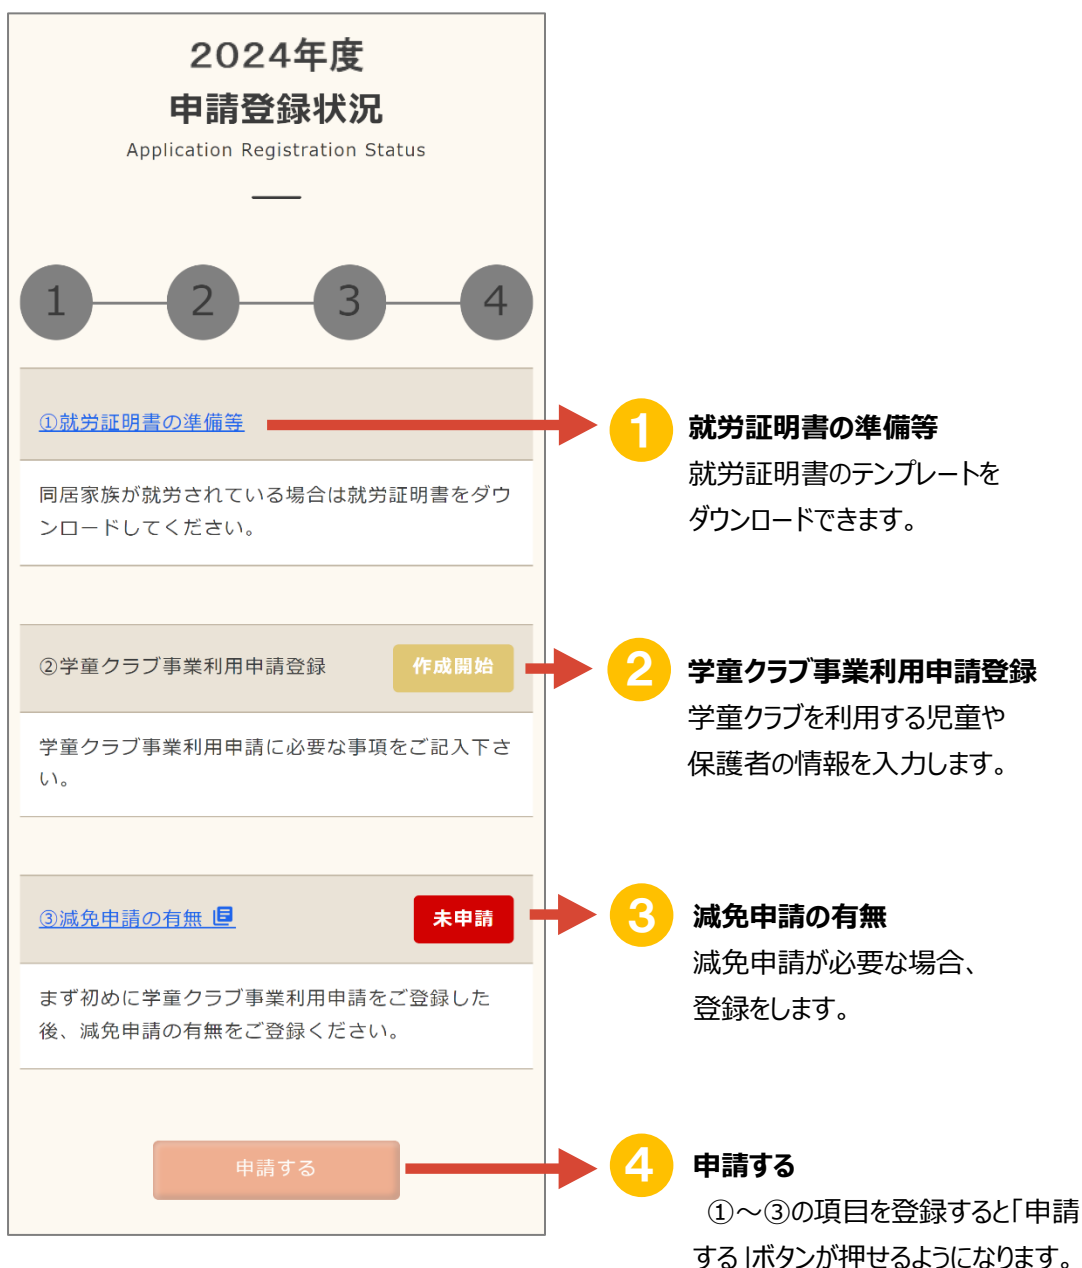 2024年度
申請登録状況
Application Registration Status
1
2
3
4
①就労証明書の準備等
同居家族が就労されている場合は就労証明書をダウ
ンロードしてください。
②学童クラブ事業利用申請登録
作成開始
学童クラブ事業利用申請に必要な事項をご記入下さ
い。
③減免申請の有無
未申請
まず初めに学童クラブ事業利用申請をご登録した
後、減免申請の有無をご登録ください。
申請する
1
就労証明書の準備等
就労証明書のテンプレートを
ダウンロードできます。
2
学童クラブ事業利用申請登録
学童クラブを利用する児童や
保護者の情報を入力します。
3
減免申請の有無
減免申請が必要な場合、
登録をします。
4
申請する
①～③の項目を登録すると「申請
する」ボタンが押せるようになります。